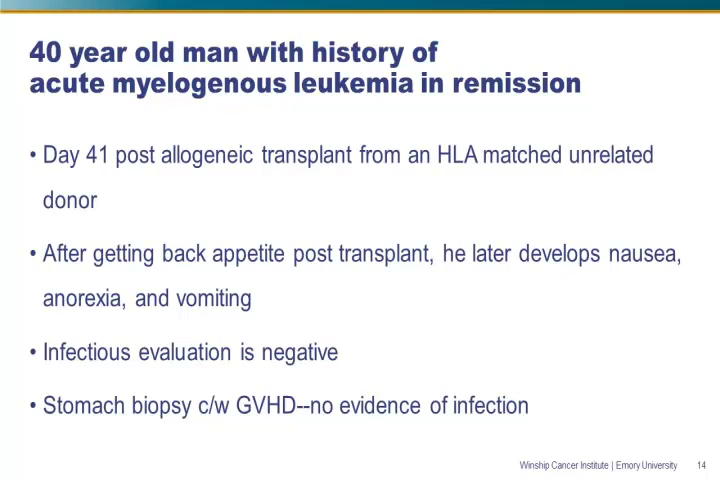 40 year old man with history of
acute myelogenous leukemia in remission
• Day 41 post allogeneic transplant from an HLA matched unrelated
donor
• After getting back appetite post transplant, he later develops nausea,
anorexia, and vomiting
• Infectious evaluation is negative
• Stomach biopsy c/w GVHD--no evidence of infection
Winship Cancer Institute | Emory University 14